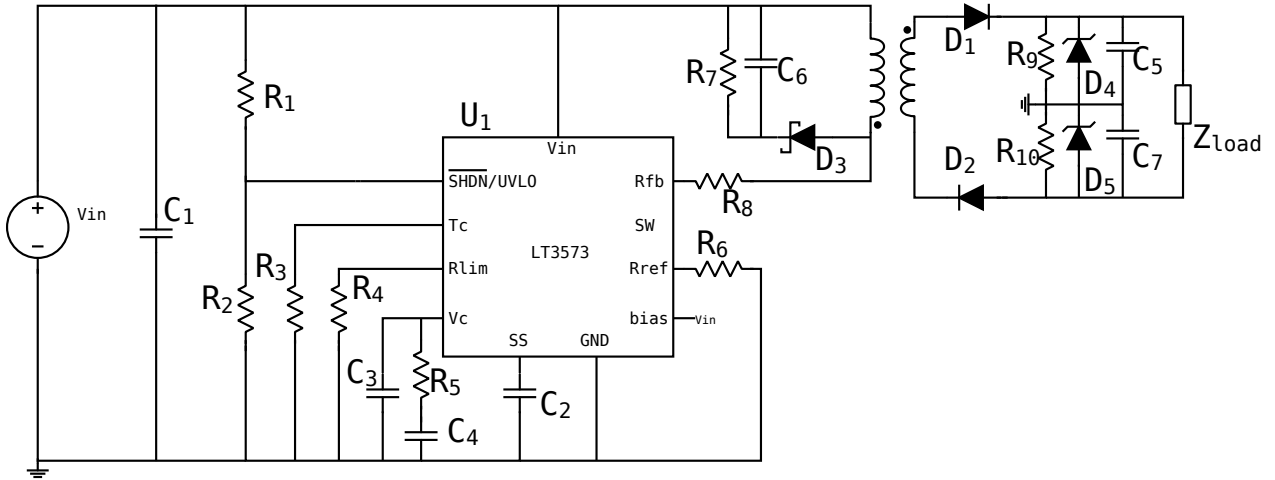 Vin
C1
R1
R2
R3
R4
C3
R5
C4
C2
U1
Vin
SHDN/UVLO
Tc
Rlim
Vc
SS
GND
LT3573
Rfb
SW
Rref
bias
Vin
R8
R6
R7
C6
D3
D1
D2
R9
R10
D4
D5
C5
C7
Zload